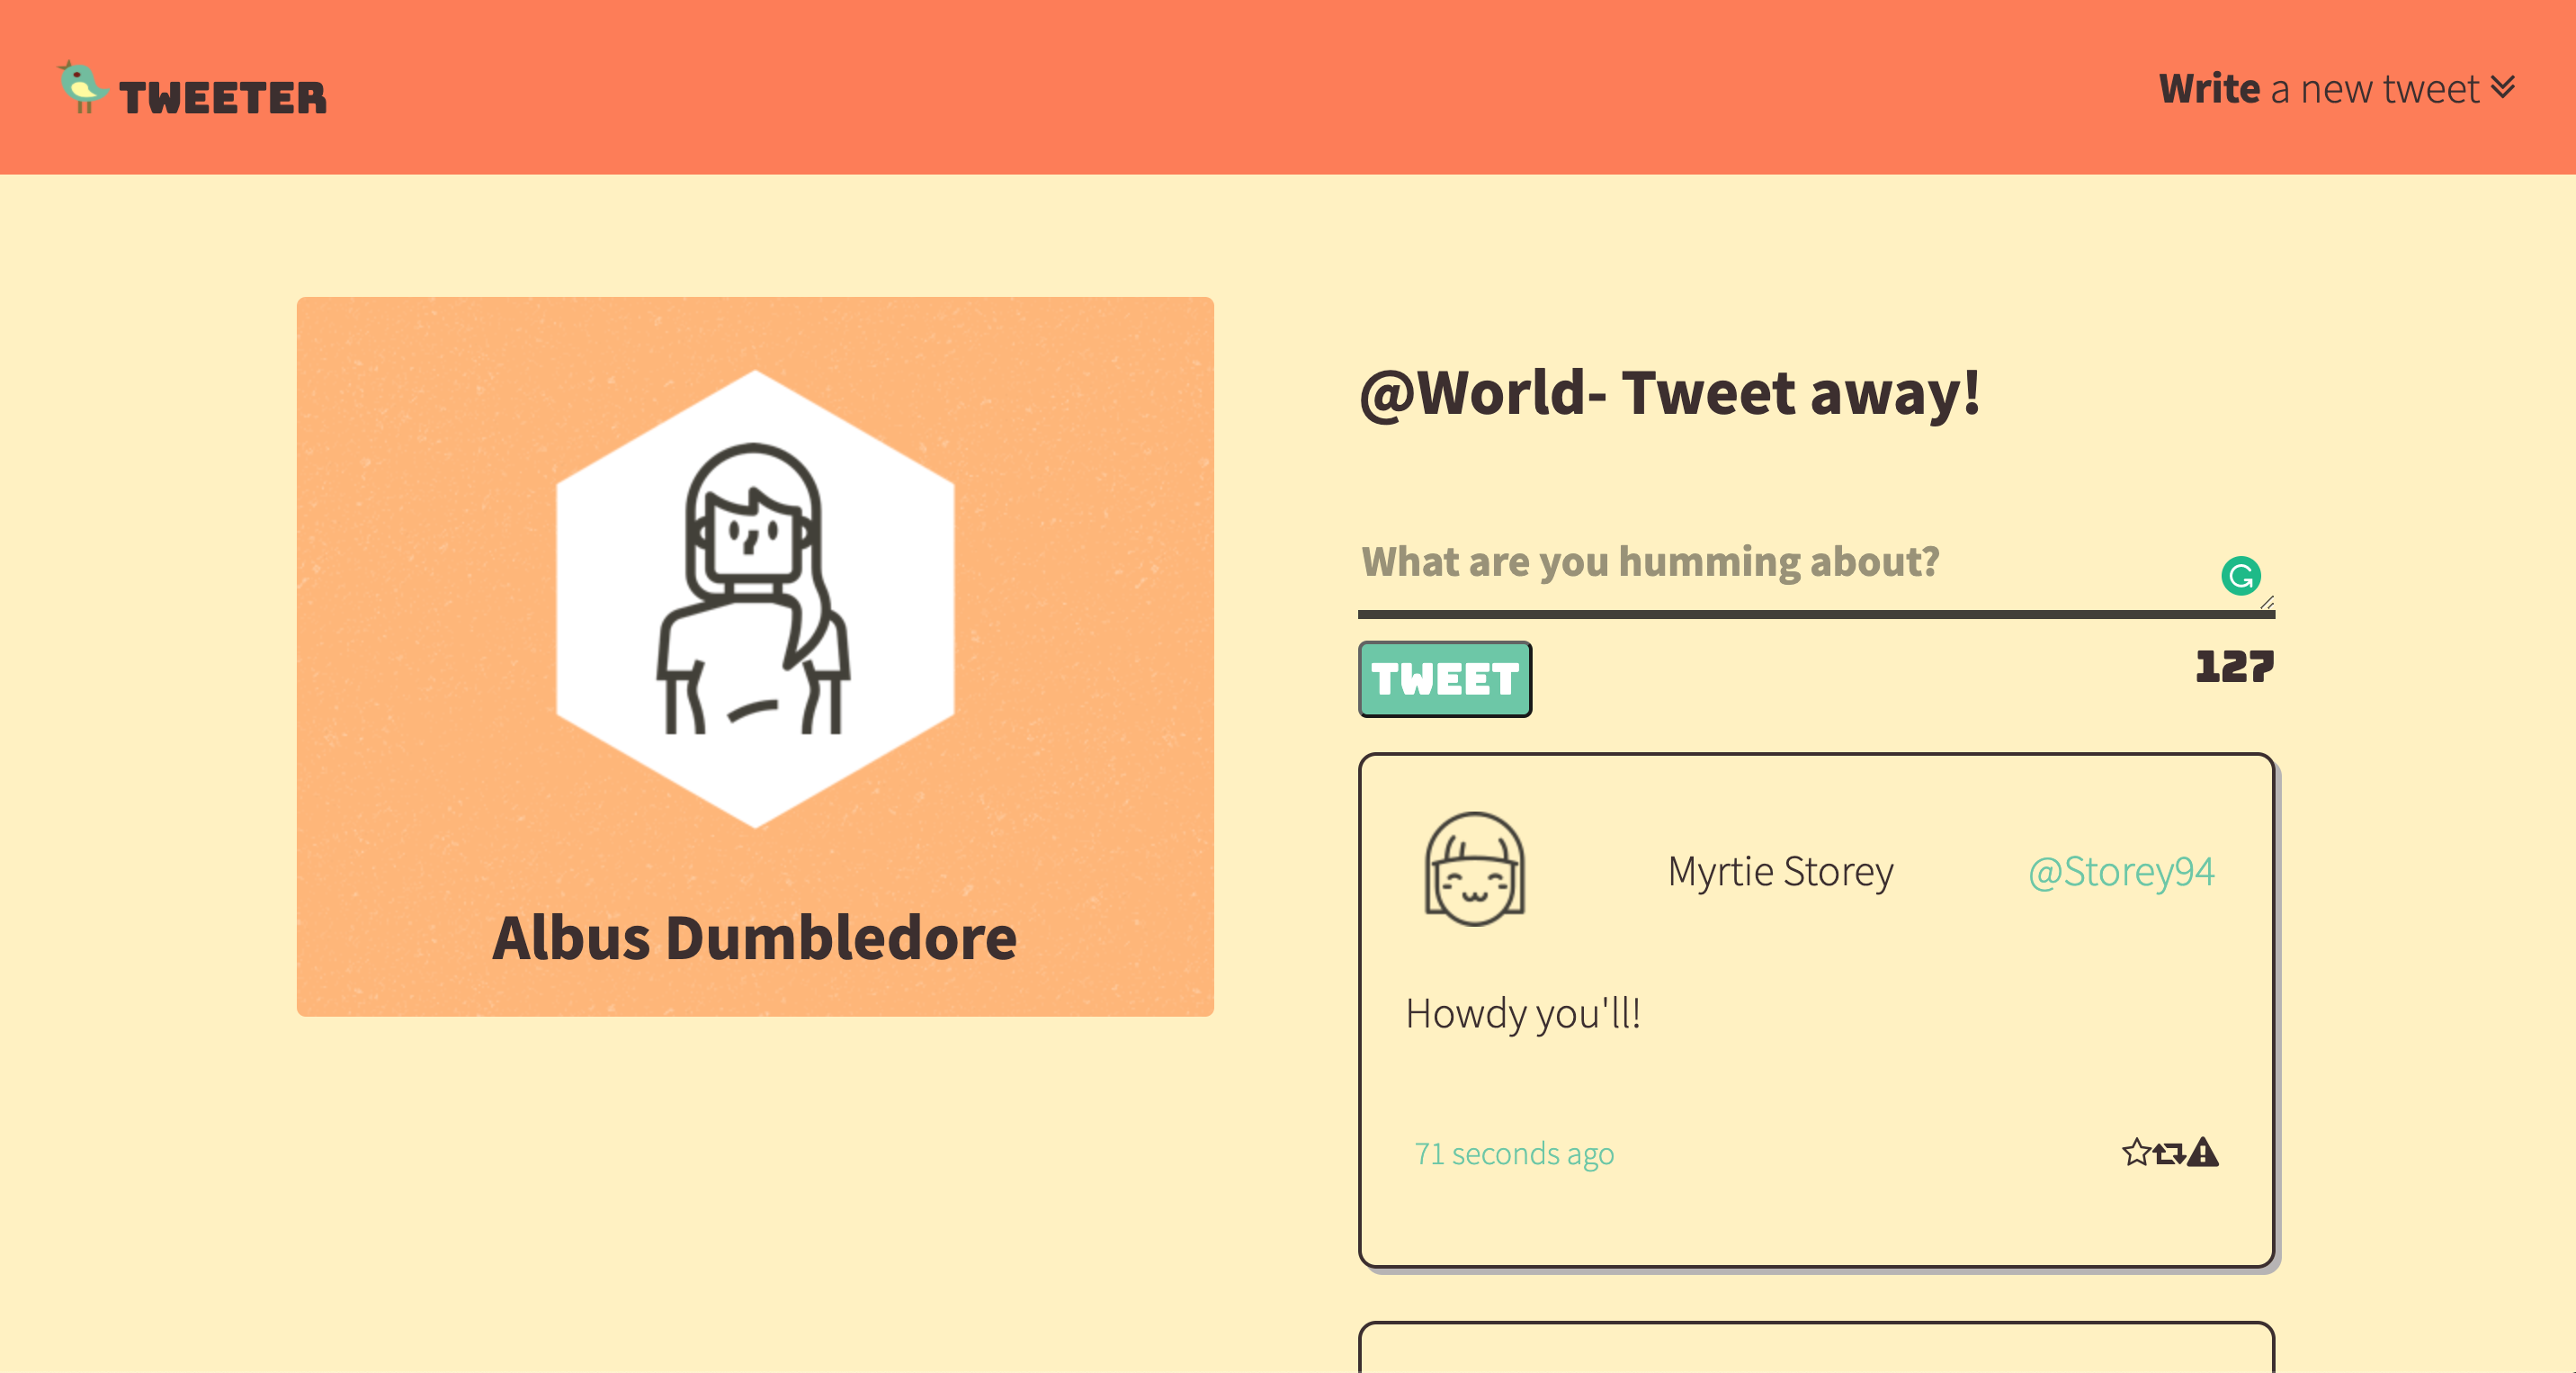 TWEETER
Write a new tweet
Albus Dumbledore
@World- Tweet away!
What are you humming about?
TWEET
127
Myrtie Storey @Storey94
Howdy you'll!
71 seconds ago